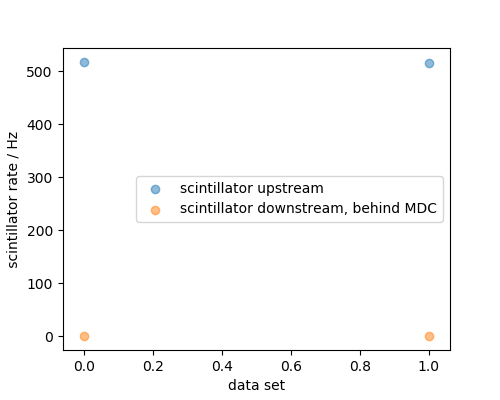 500
400
300
200
100
0
scintillator rate / Hz
scintillator upstream
scintillator downstream, behind MDC
0.0 0.2 0.4 0.6 0.8 1.0
data set